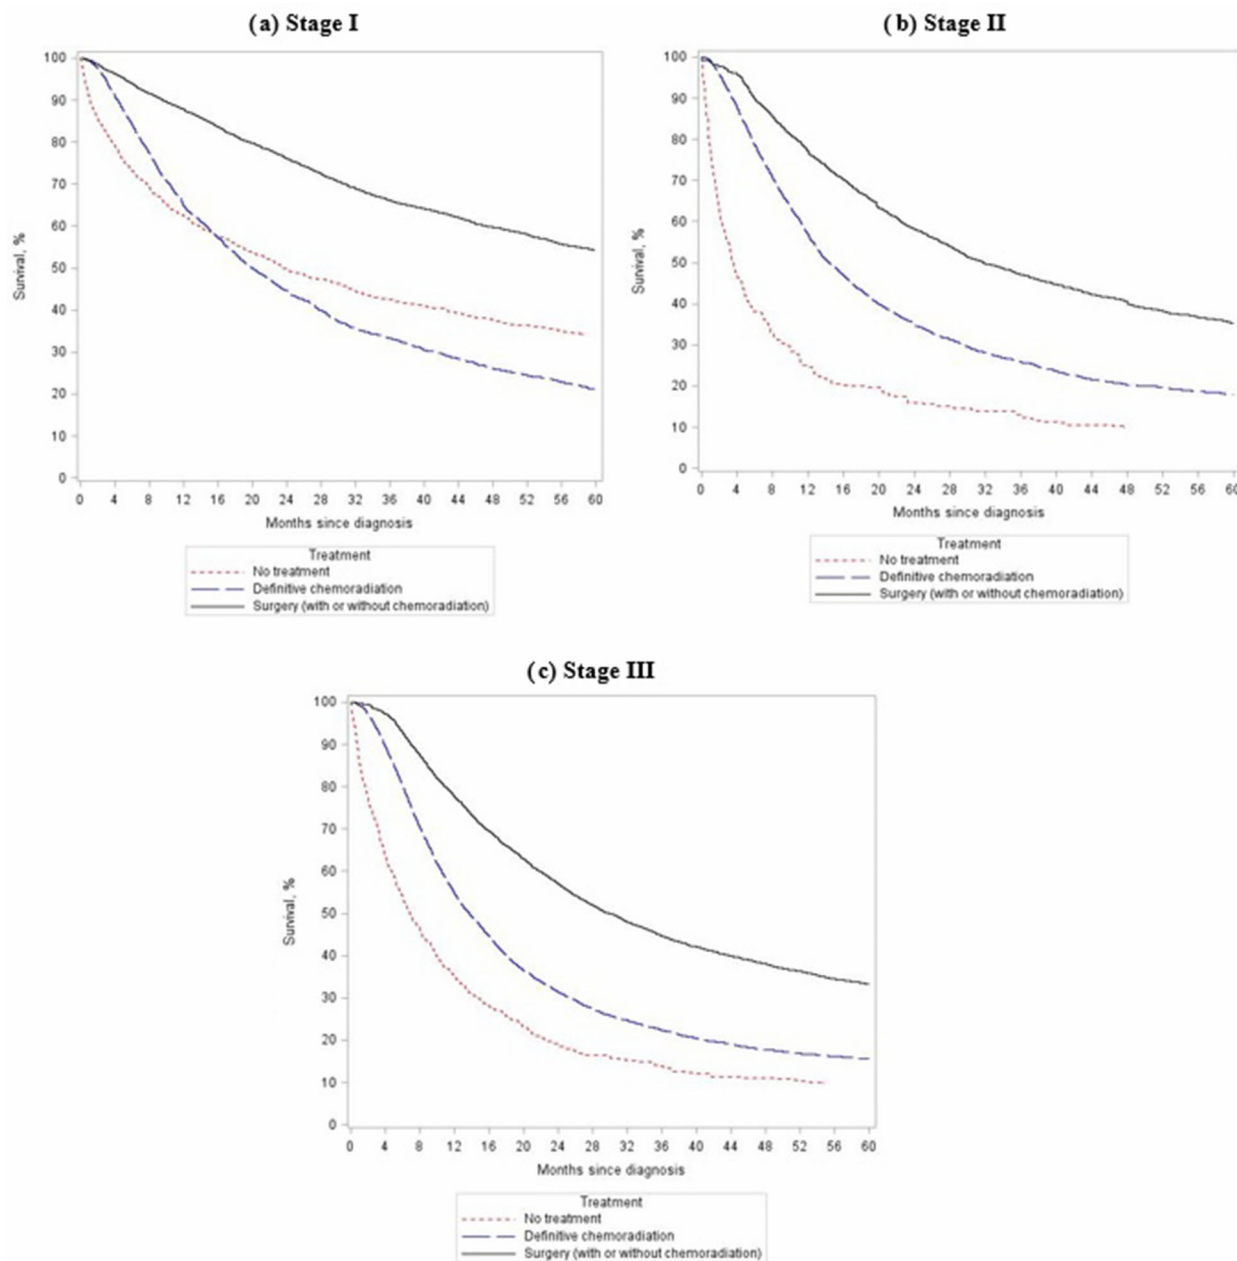 (a) Stage I
100
90
80
70
60
50
40
30
20
10
0
Survival, %
0 4 8 12 16 20 24 28 32 36 40 44 48 52 56 60
Months since diagnosis
Treatment
No treatment
Definitive chemoradiation
Surgery (with or without chemoradiation)
(b) Stage II
100
90
80
70
60
50
40
30
20
10
0
Survival, %
0 4 8 12 16 20 24 28 32 36 40 44 48 52 56 60
Months since diagnosis
Treatment
No treatment
Definitive chemoradiation
Surgery (with or without chemoradiation)
(c) Stage III
100
90
80
70
60
50
40
30
20
10
0
Survival, %
0 4 8 12 16 20 24 28 32 36 40 44 48 52 56 60
Months since diagnosis
Treatment
No treatment
Definitive chemoradiation
Surgery (with or without chemoradiation)